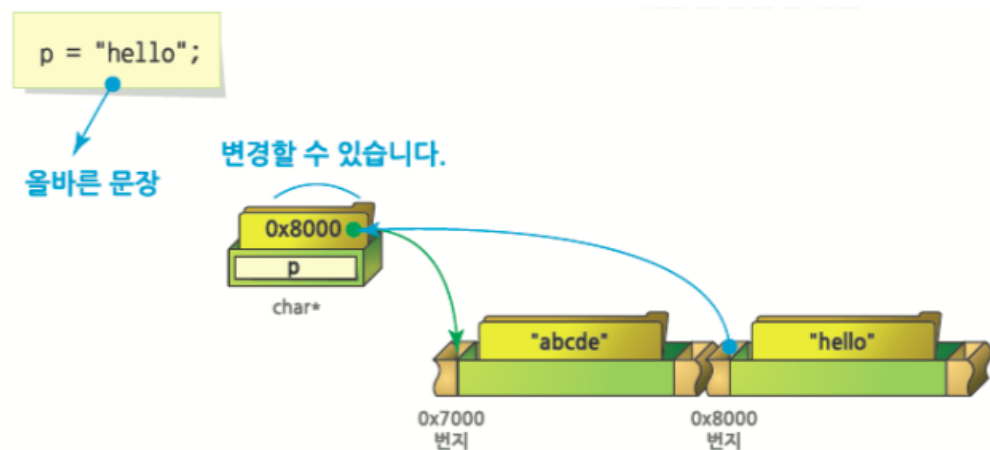 p = "hello";
올바른 문장
변경할 수 있습니다.
0x8000
p
char*
"abcde"
"hello"
0x7000
번지
0x8000
번지